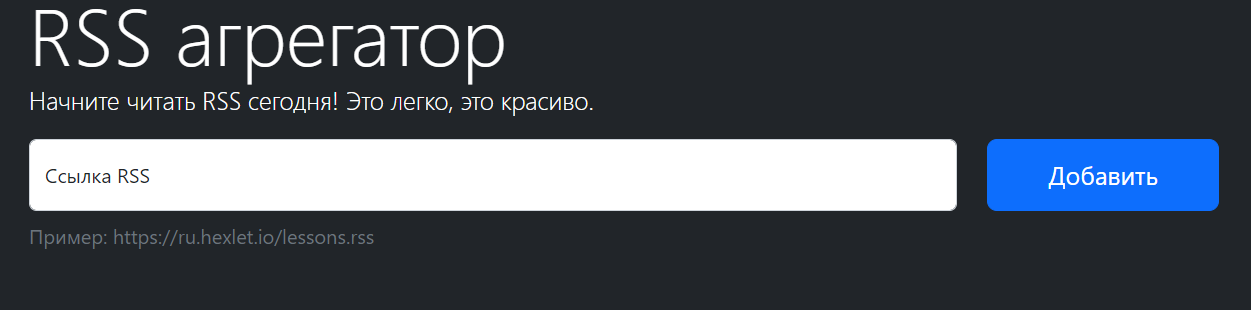 RSS агрегатор
Начните читать RSS сегодня! Это легко, это красиво.
Ссылка RSS
Добавить
Пример: https://ru.hexlet.io/lessons.rss